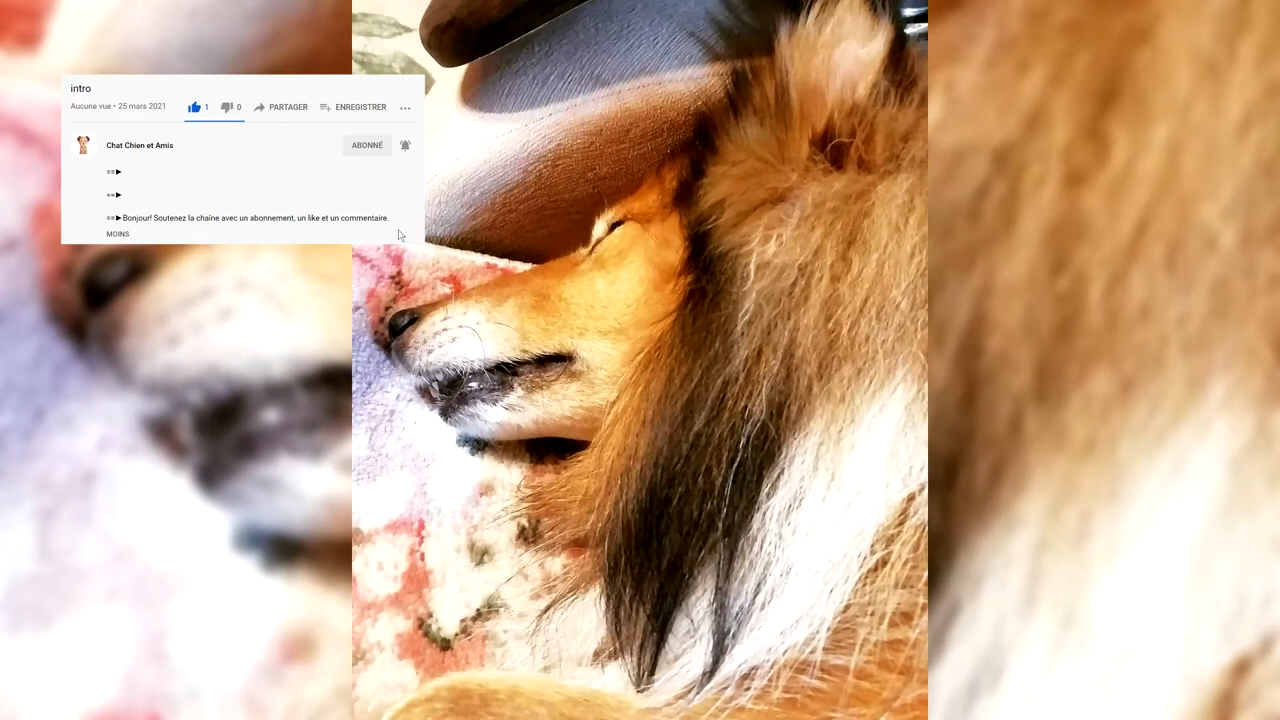 intro
Aucune vue • 25 mars 2021 1 0 PARTAGER ENREGISTRER ...
Chat Chien et Amis ABONNÉ
==▶
==▶
==▶Bonjour! Soutenez la chaîne avec un abonnement, un like et un commentaire.
MOINS